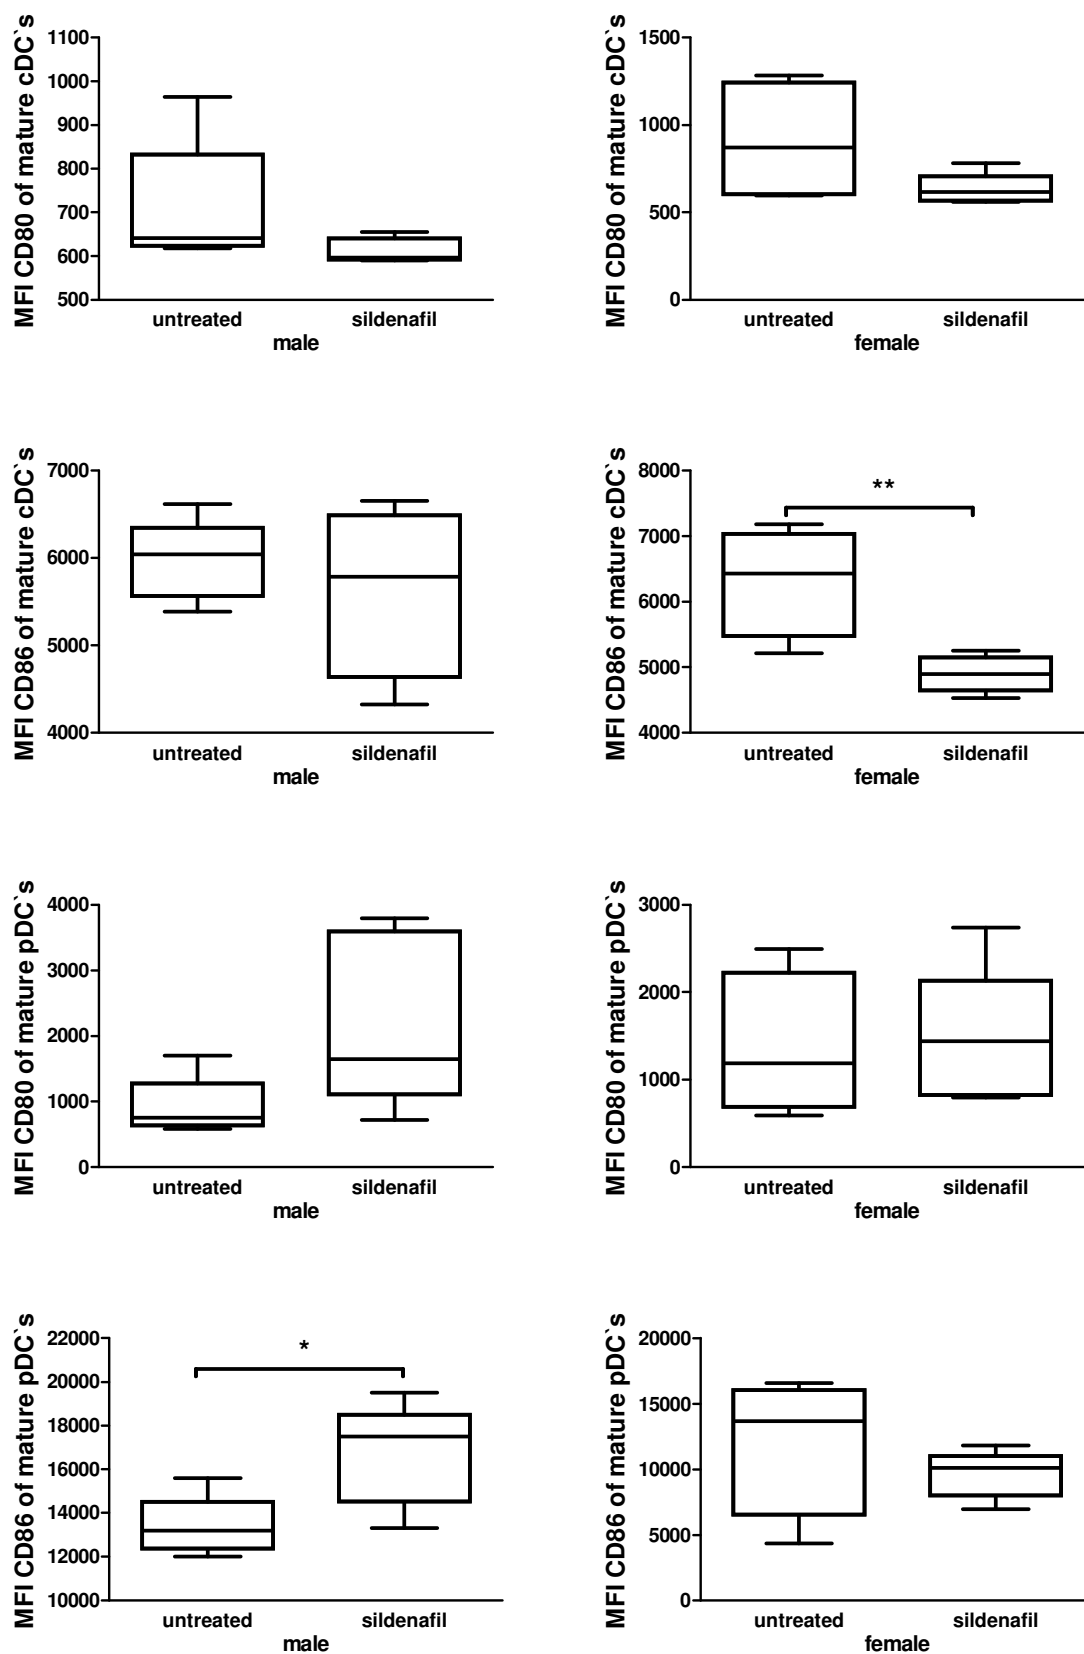 MFI CD80 of mature cDC`s
1100
1000
900
800
700
600
500
untreated sildenafil
male
MFI CD80 of mature cDC`s
1500
1000
500
0
untreated sildenafil
female
MFI CD86 of mature cDC`s
7000
6000
5000
4000
untreated sildenafil
male
MFI CD86 of mature cDC`s
8000
7000
6000
5000
4000
**
untreated sildenafil
female
MFI CD80 of mature pDC`s
4000
3000
2000
1000
0
untreated sildenafil
male
MFI CD80 of mature pDC`s
3000
2000
1000
0
untreated sildenafil
female
MFI CD86 of mature pDC`s
22000
20000
18000
16000
14000
12000
10000
*
untreated sildenafil
male
MFI CD86 of mature pDC`s
20000
15000
10000
5000
0
untreated sildenafil
female